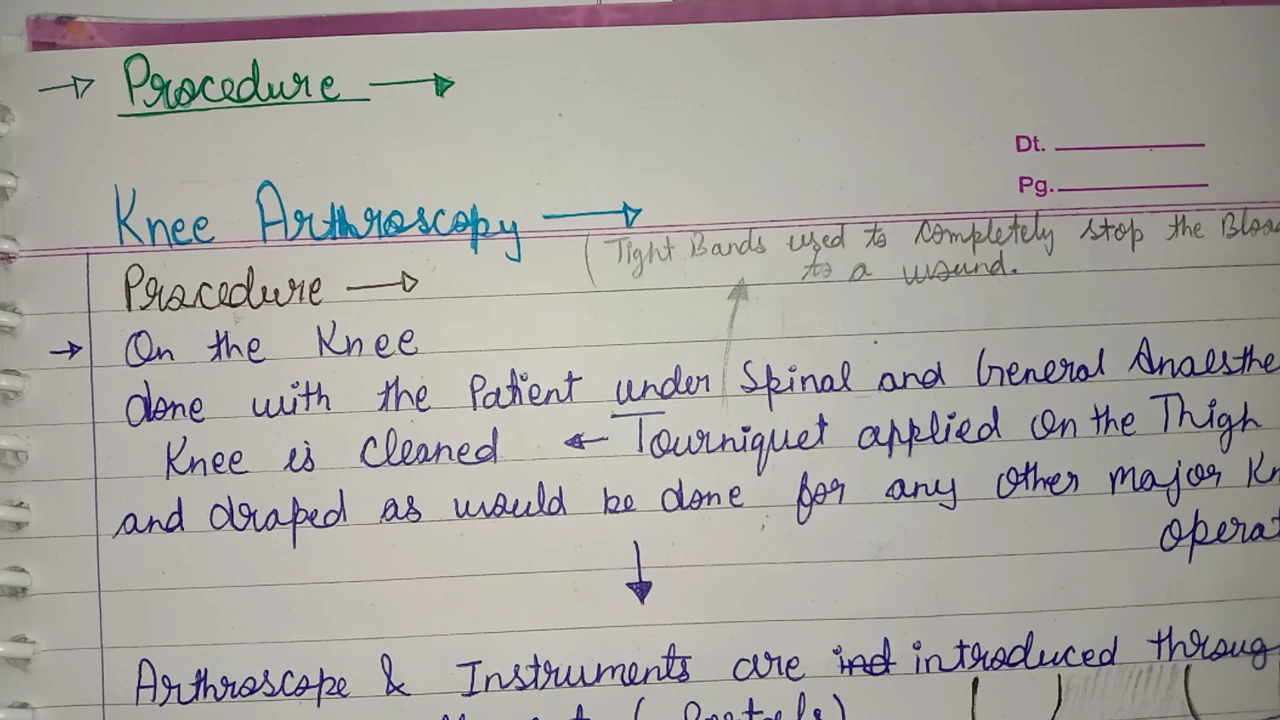 → Procedure →
Dt.
Pg.
Knee Arthroscopy →
(Tight Bands used to completely stop the Bloo
to a wound.
Procedure →
→ On the Knee
done with the Patient under Spinal and General Anaesthe
Knee is cleaned ← Tourniquet applied on the Thigh
and draped as would be done for any other major Kn
operat
↓
Arthroscope & Instruments are ind introduced throug
( Portals)